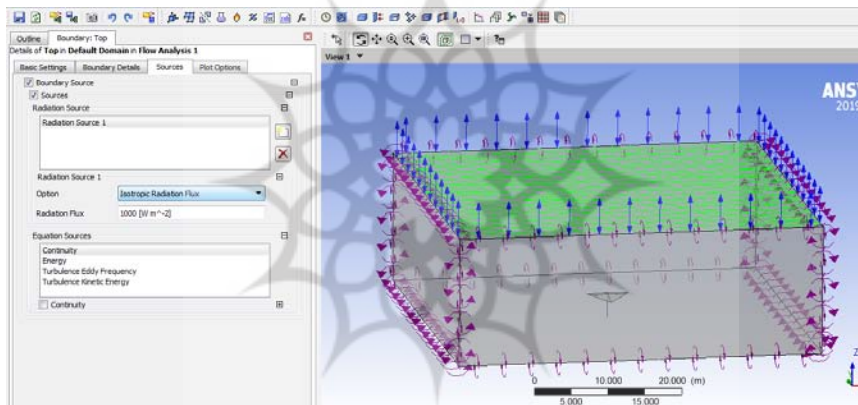 Outline
Boundary: Top
Details of Top in Default Domain in Flow Analysis 1
Basic Settings
Boundary Details
Sources
Plot Options
Boundary Source
Sources
Radiation Source
Radiation Source 1
Radiation Source 1
Option
Isotropic Radiation Flux
Radiation Flux
1000 [W m^-2]
Equation Sources
Continuity
Energy
Turbulence Eddy Frequency
Turbulence Kinetic Energy
Continuity
View 1
ANSY
2019
0
10.000
20.000 (m)
5.000
15.000
Z